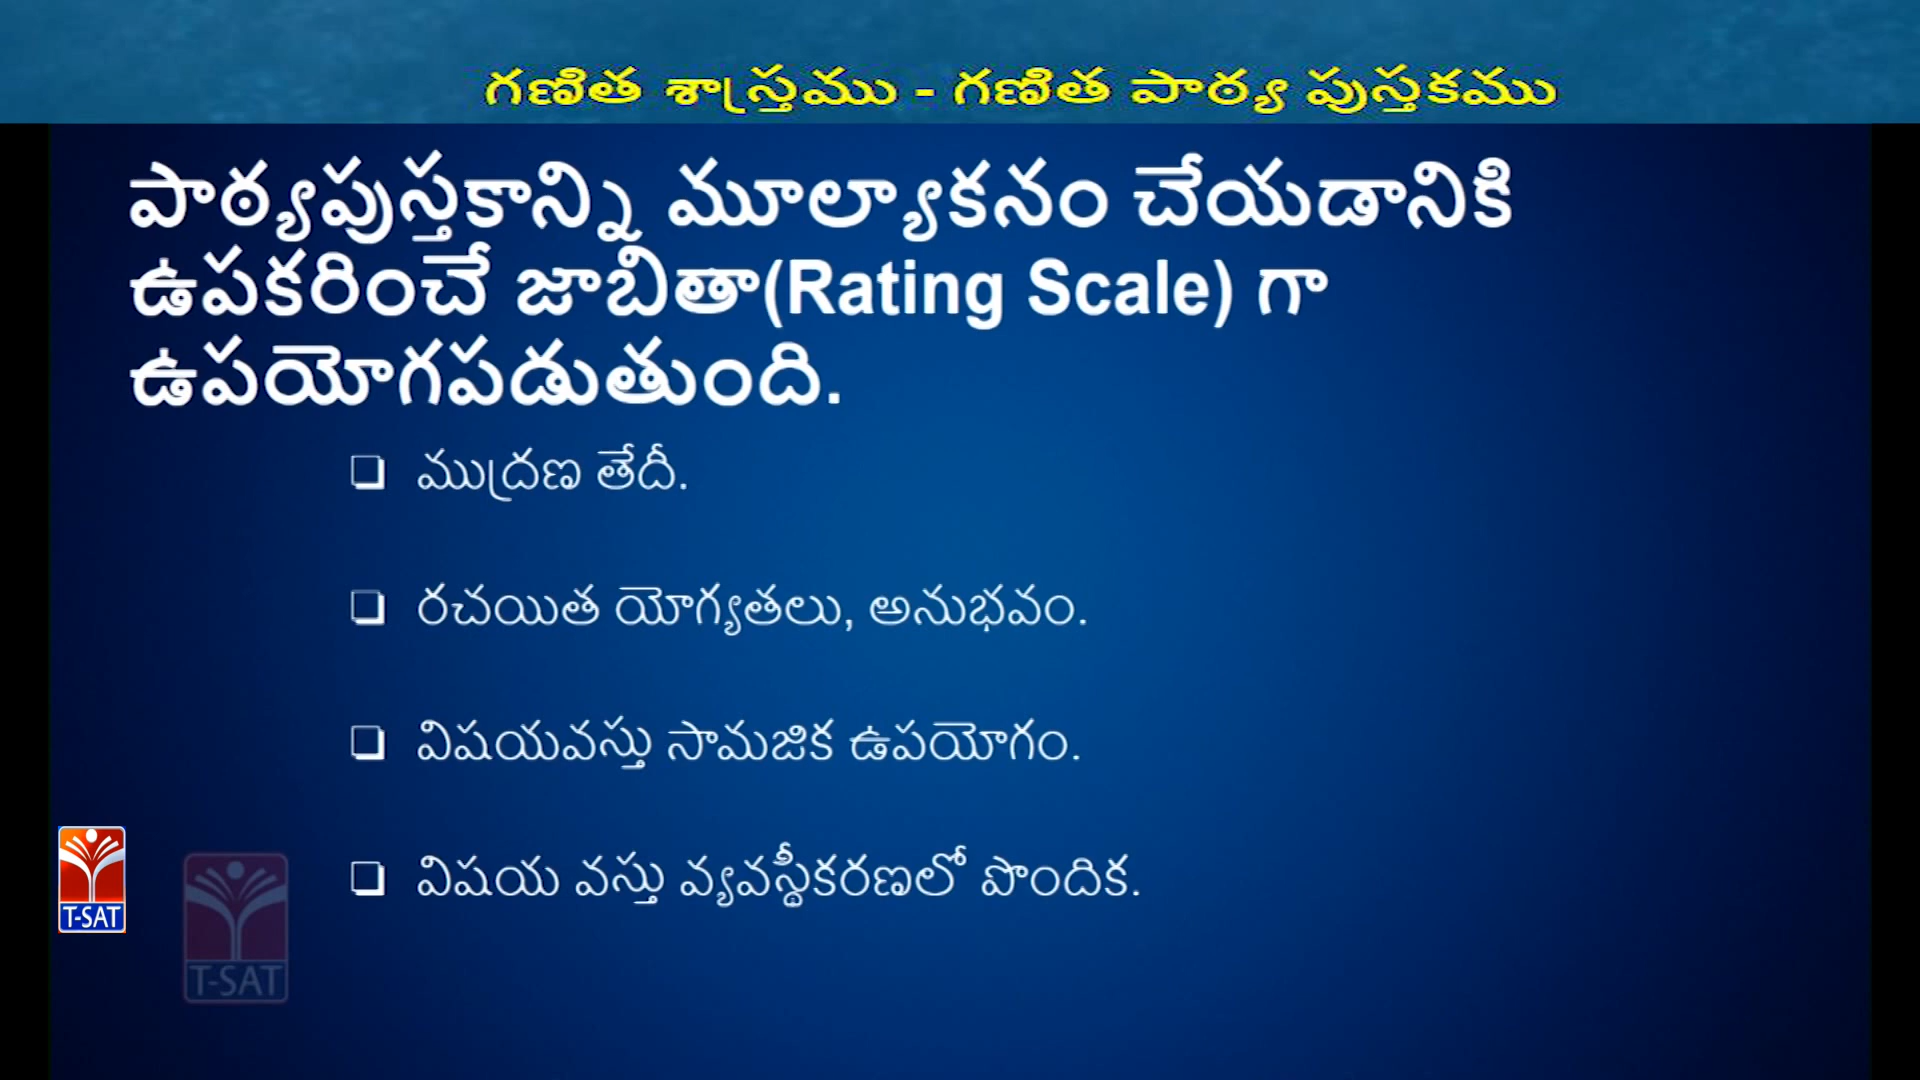 గణిత శాస్త్రము - గణిత పాఠ్య పుస్తకము
పాఠ్యపుస్తకాన్ని మూల్యాకనం చేయడానికి
ఉపకరించే జాబితా(Rating Scale) గా
ఉపయోగపడుతుంది.
❑ ముద్రణ తేదీ.
❑ రచయిత యోగ్యతలు, అనుభవం.
❑ విషయవస్తు సామజిక ఉపయోగం.
❑ విషయ వస్తు వ్యవస్థీకరణలో పొందిక.
T-SAT
T-SAT